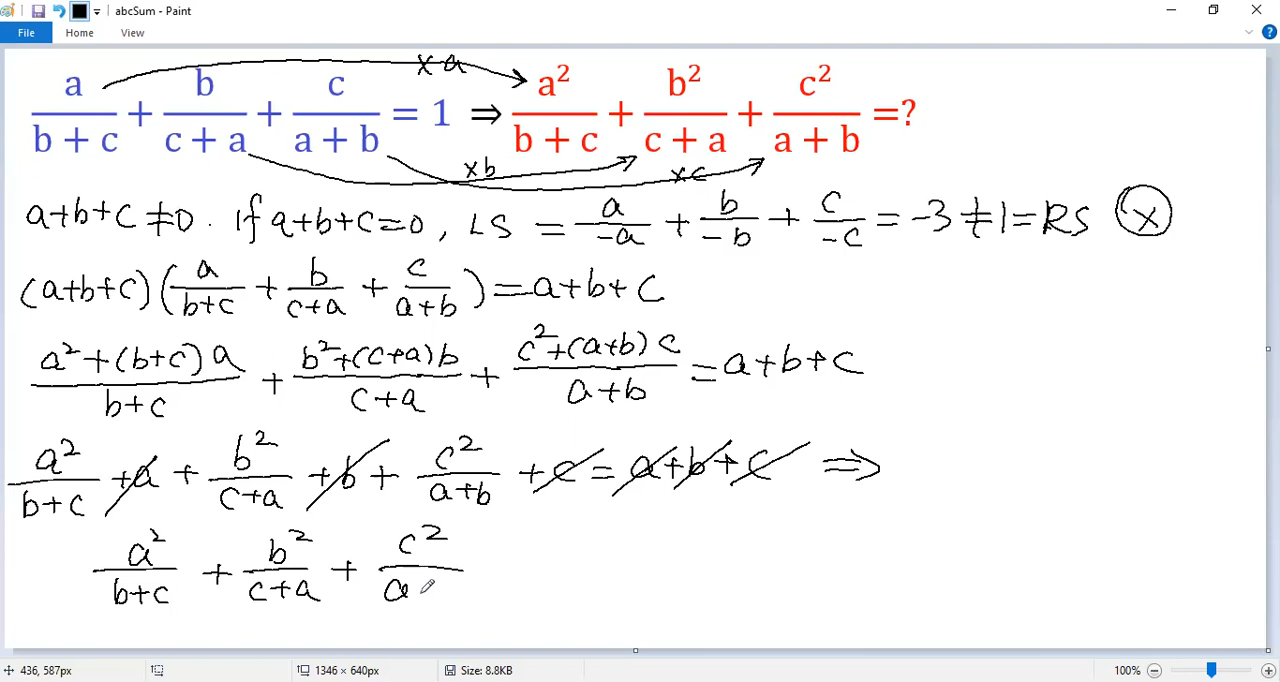 abcSum - Paint
File Home View
a/(b + c) + b/(c + a) + c/(a + b) = 1 ⇒ a²/(b + c) + b²/(c + a) + c²/(a + b) =?
×a
×b ×c
a+b+c ≠0. If a+b+c=0, LS = a/-a + b/-b + c/-c = -3 ≠ 1 = RS ⓧ
(a+b+c)(a/(b+c) + b/(c+a) + c/(a+b)) = a+b+c
(a²+(b+c)a)/(b+c) + (b²+(c+a)b)/(c+a) + (c²+(a+b)c)/(a+b) = a+b+c
a²/(b+c) +a + b²/(c+a) +b + c²/(a+b) +c = a+b+c ⇒
a²/(b+c) + b²/(c+a) + c²/a
436, 587px 1346 × 640px Size: 8.8KB 100%